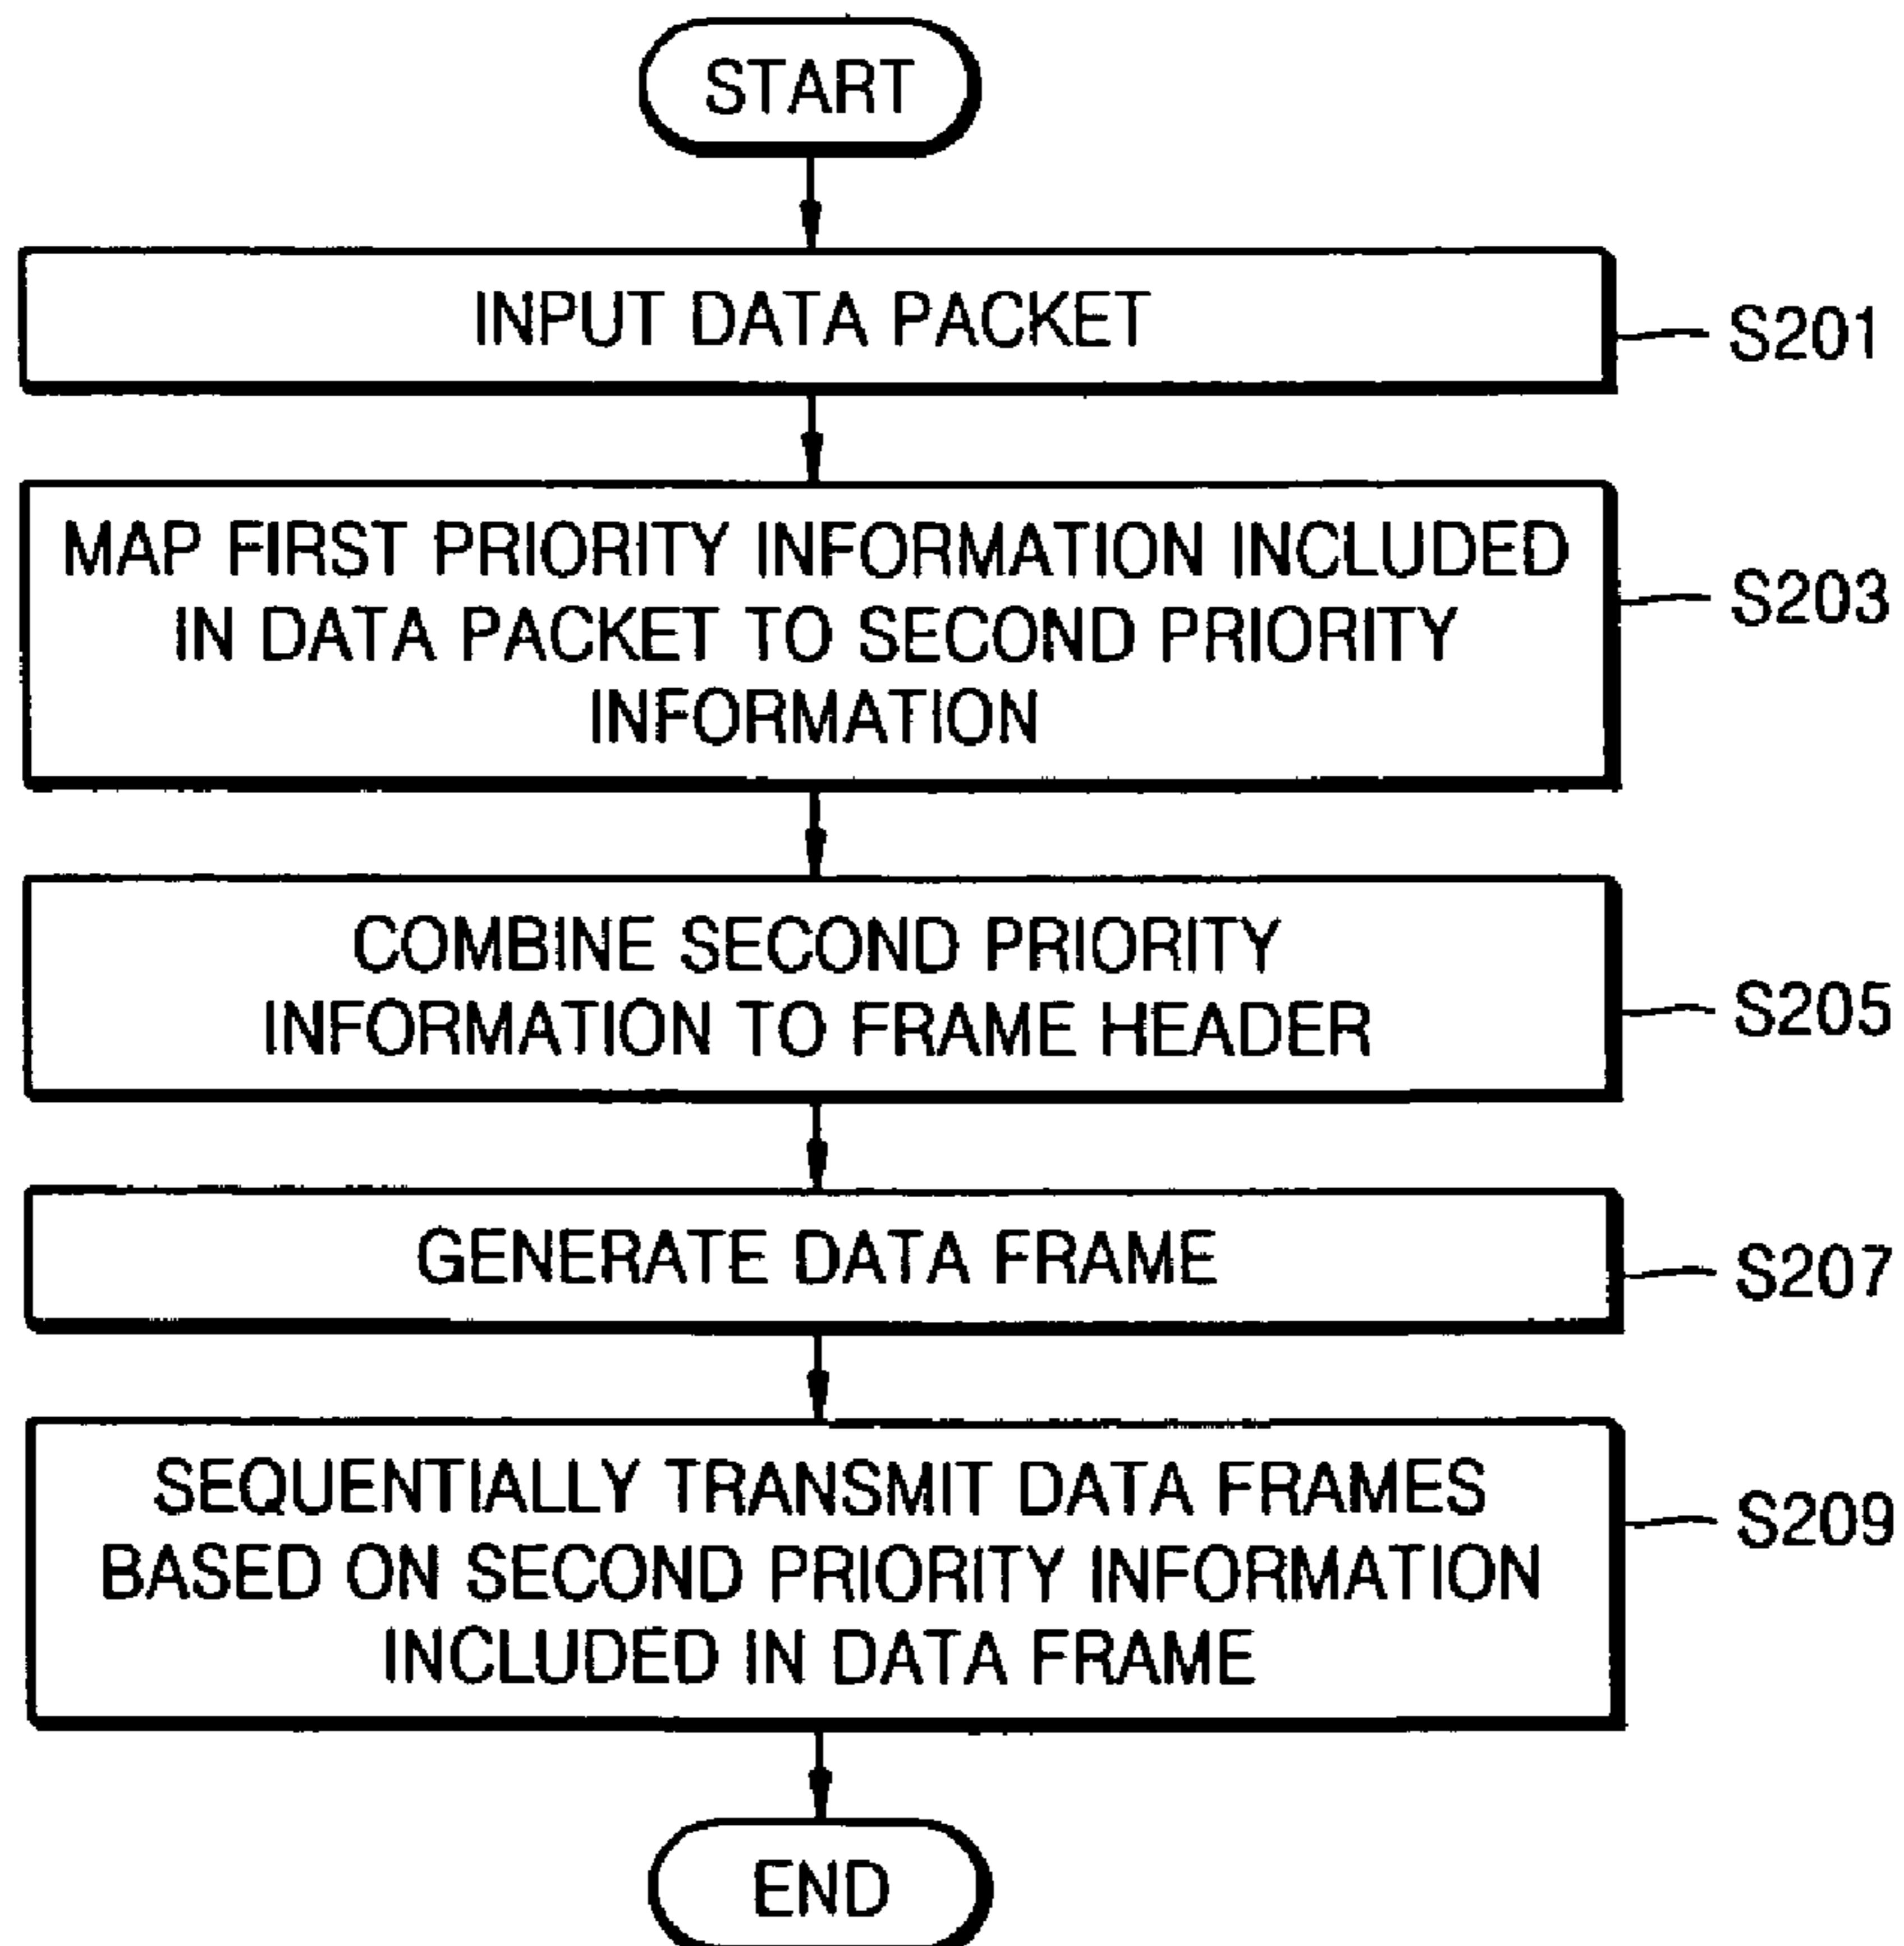 START
INPUT DATA PACKET
S201
MAP FIRST PRIORITY INFORMATION INCLUDED
IN DATA PACKET TO SECOND PRIORITY
INFORMATION
S203
COMBINE SECOND PRIORITY
INFORMATION TO FRAME HEADER
S205
GENERATE DATA FRAME
S207
SEQUENTIALLY TRANSMIT DATA FRAMES
BASED ON SECOND PRIORITY INFORMATION
INCLUDED IN DATA FRAME
S209
END